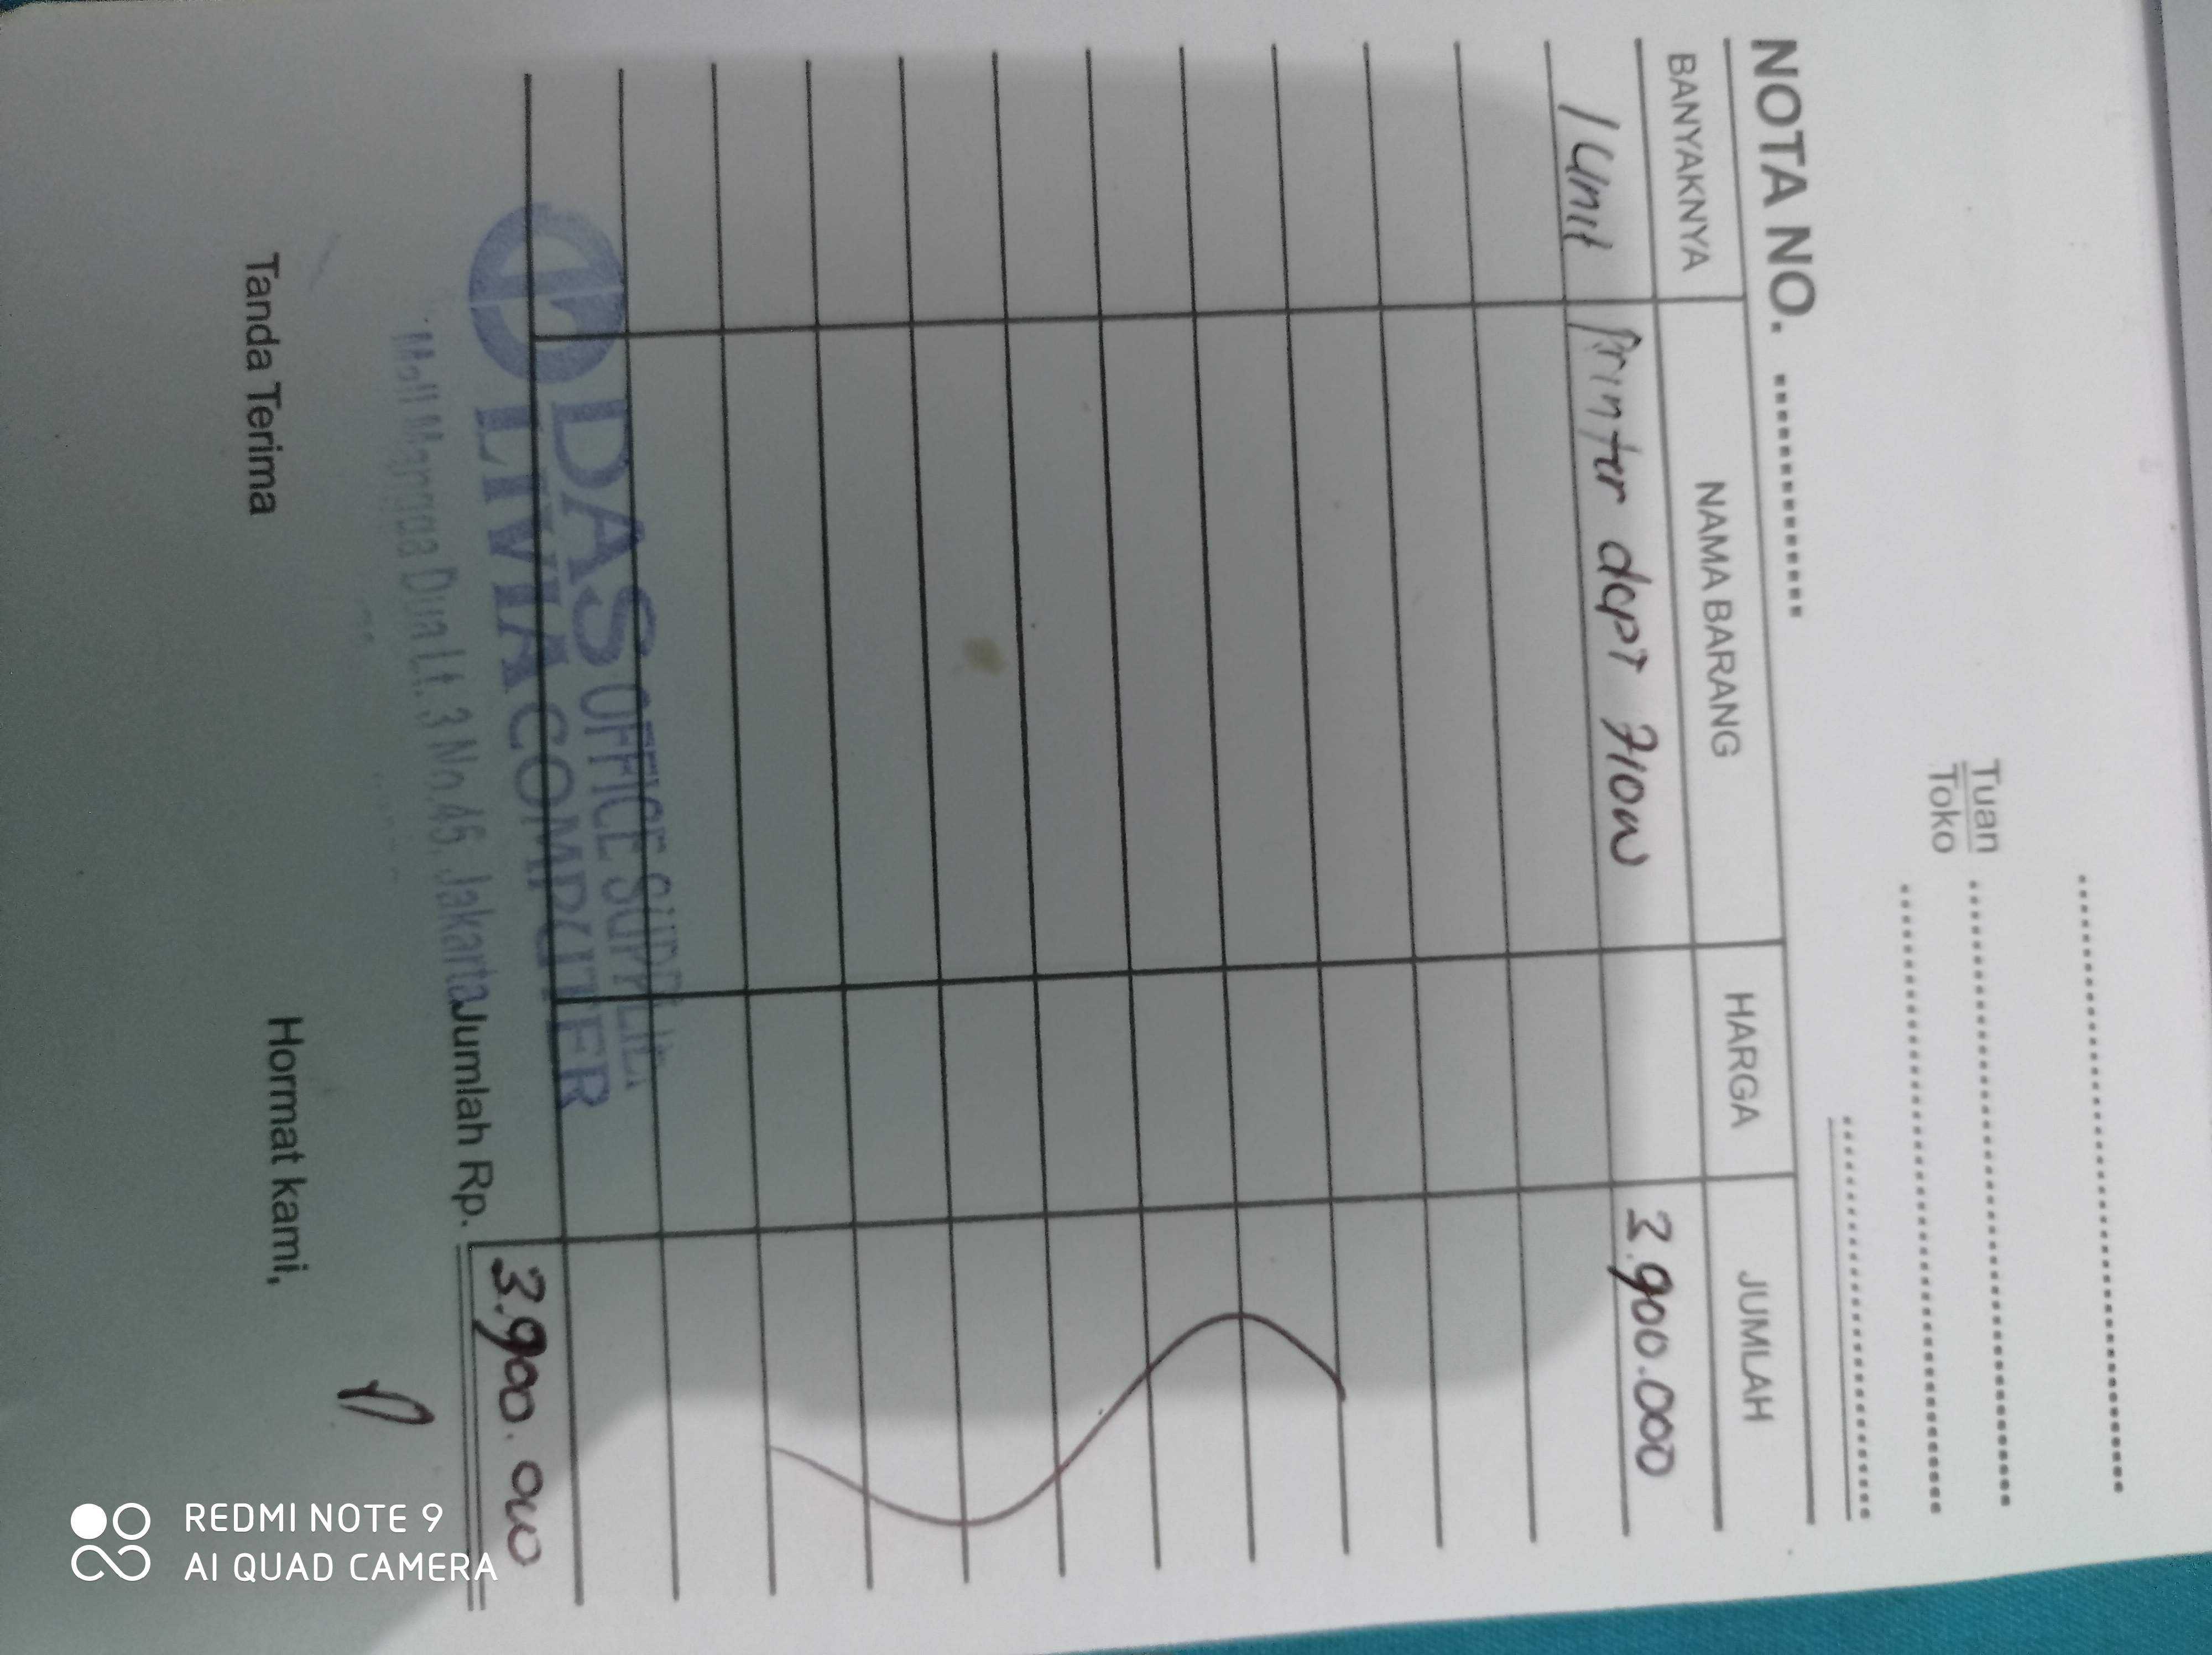 Tuan
Toko
NOTA NO.
BANYAKNYA NAMA BARANG HARGA JUMLAH
1 Unit Printer 3.900.000
DAS OFFICE SUPPLIES
LIVIA COMPUTER
Mall Mangga Dua Lt. 3 No. 46, Jakarta
Jumlah Rp. 3.900.000
Tanda Terima Hormat kami,
REDMI NOTE 9
AI QUAD CAMERA